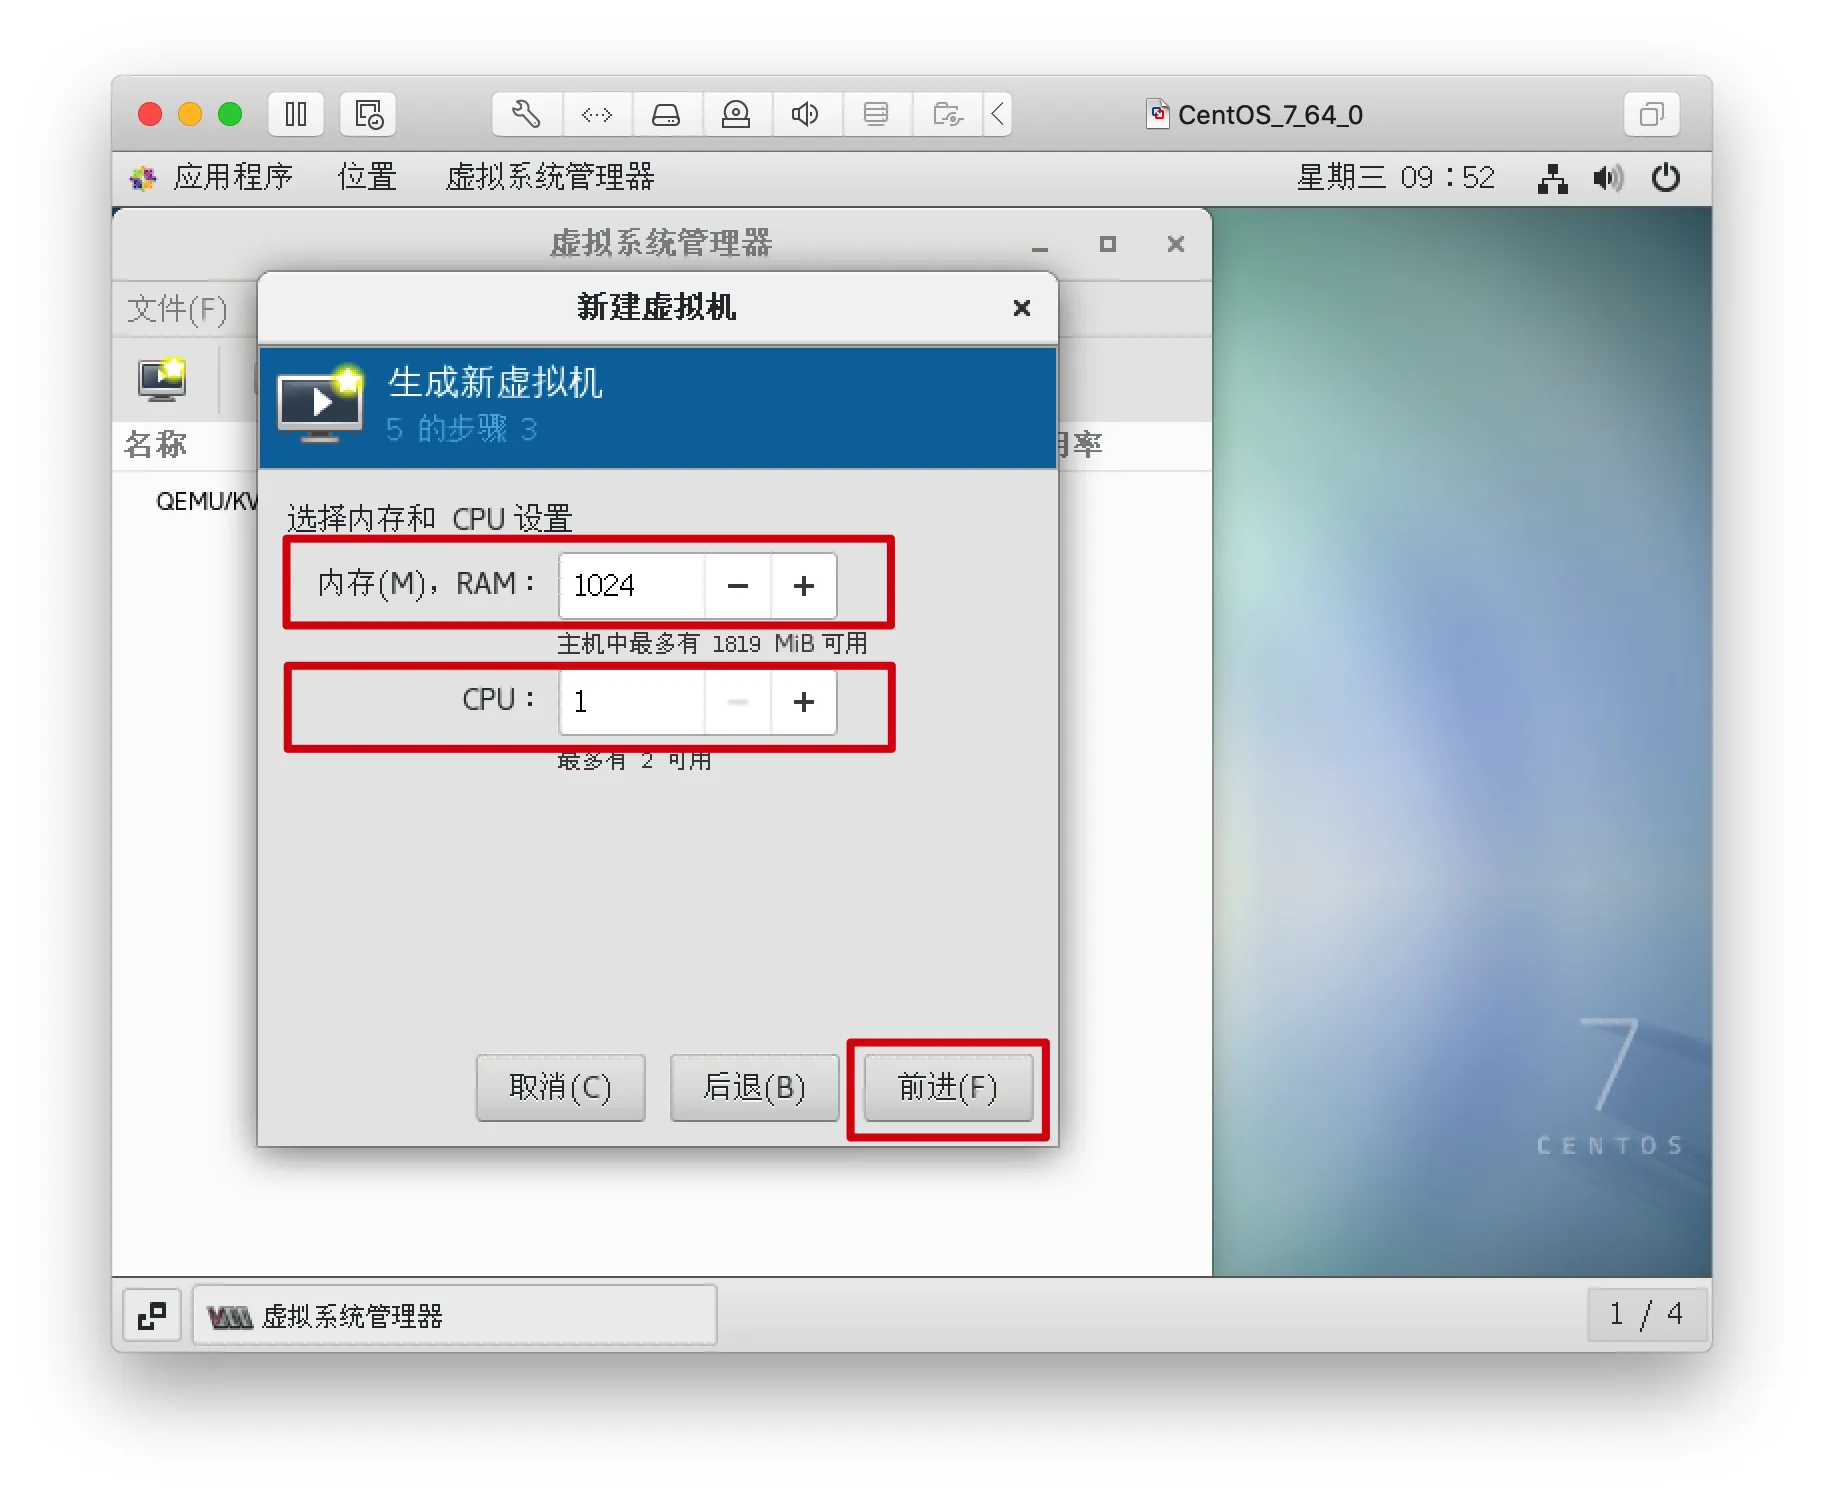 CentOS_7_64_0
应用程序 位置 虚拟系统管理器 星期三 09：52
虚拟系统管理器
文件(F)
新建虚拟机
生成新虚拟机
5 的步骤 3
名称
用率
QEMU/KV
选择内存和 CPU 设置
内存(M)，RAM： 1024
主机中最多有 1819 MiB 可用
CPU： 1
最多有 2 可用
取消(C) 后退(B) 前进(F)
7
CENTOS
虚拟系统管理器 1 / 4